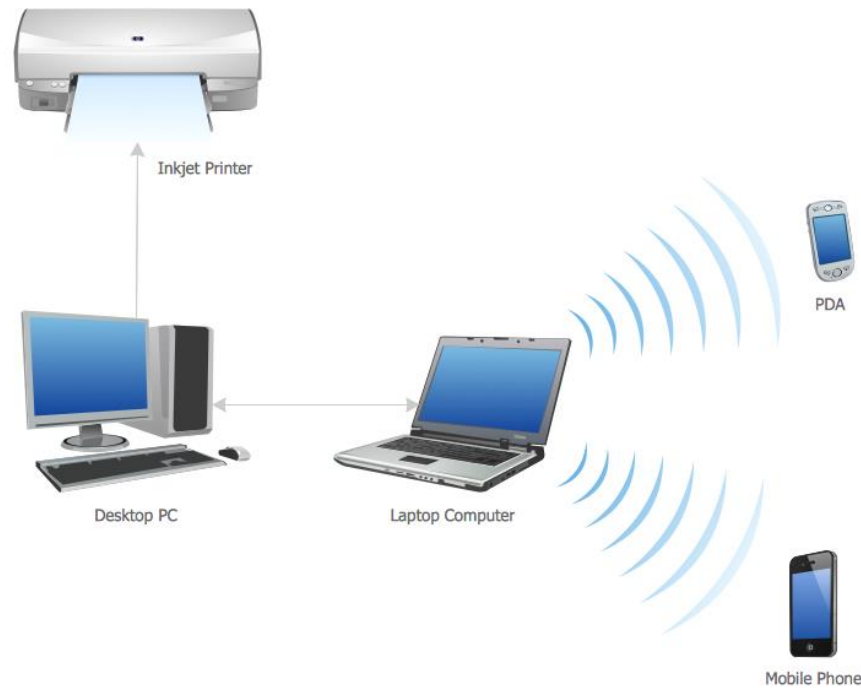 Inkjet Printer
PDA
Desktop PC
Laptop Computer
Mobile Phone